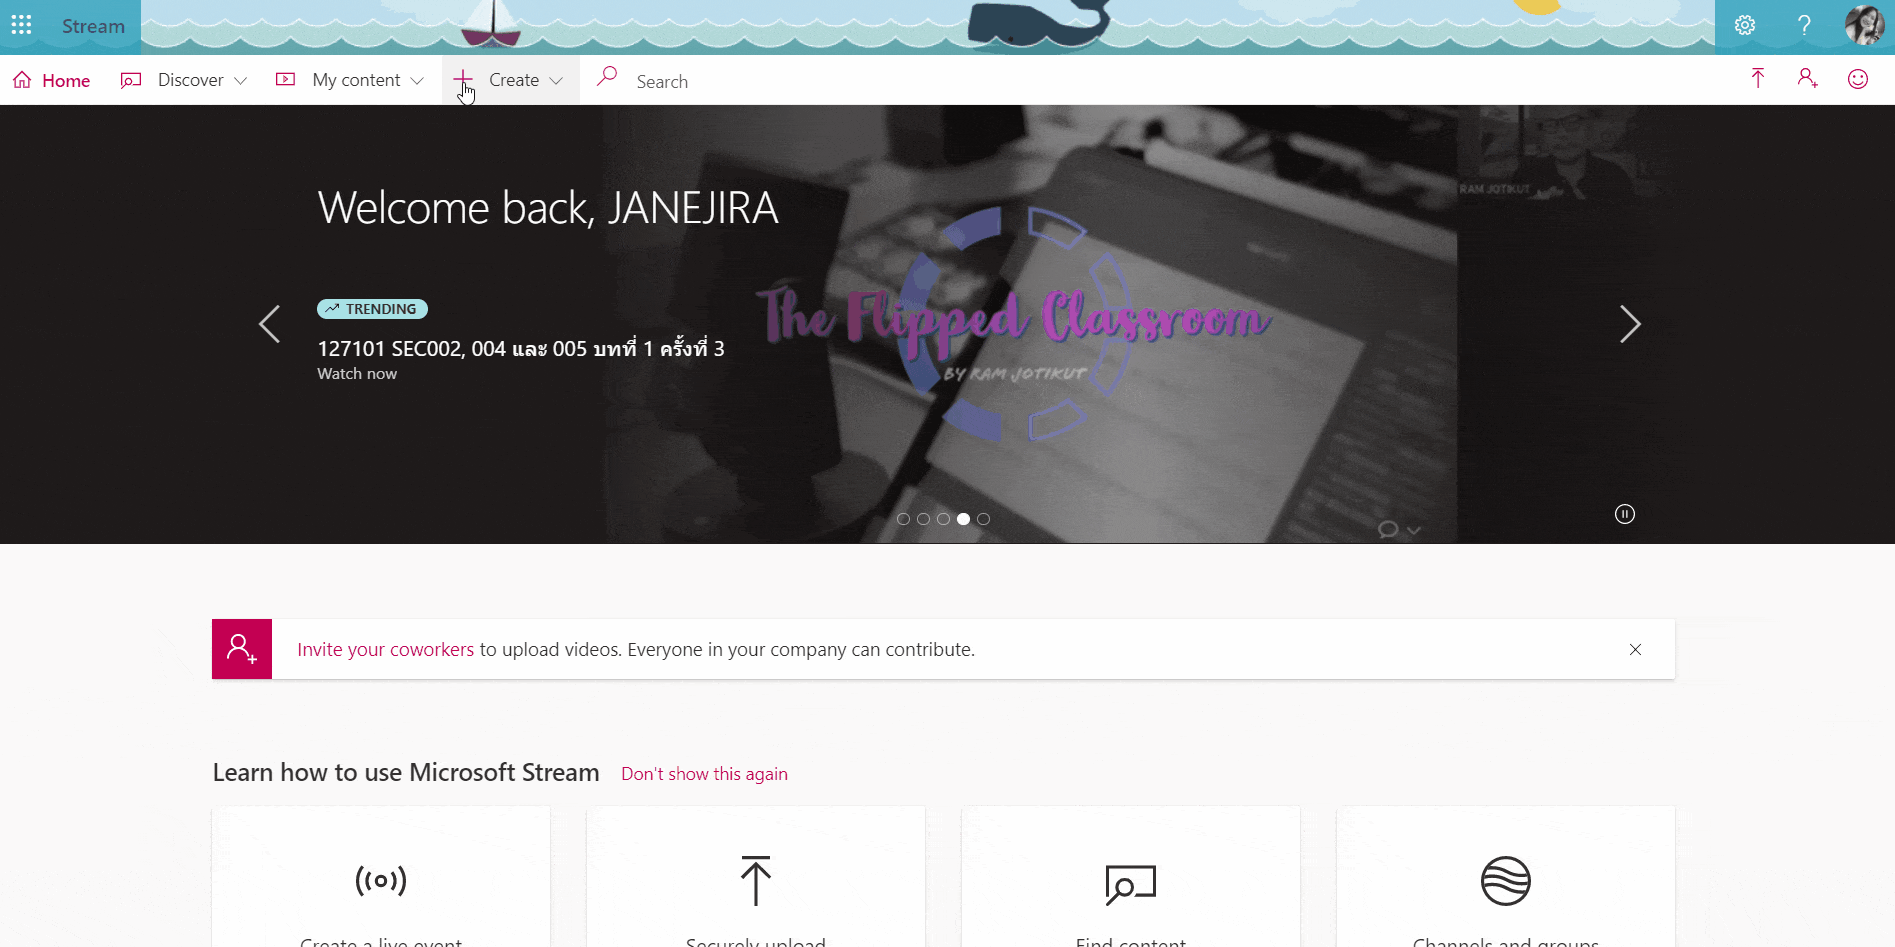 Stream
Home Discover My content Create Search
RAM JOTIKUT
Welcome back, JANEJIRA
TRENDING
The Flipped Classroom
127101 SEC002, 004 และ 005 บทที่ 1 ครั้งที่ 3
Watch now
BY RAM JOTIKUT
Invite your coworkers to upload videos. Everyone in your company can contribute.
Learn how to use Microsoft Stream Don't show this again
Create a live event Securely upload Find content Channels and groups